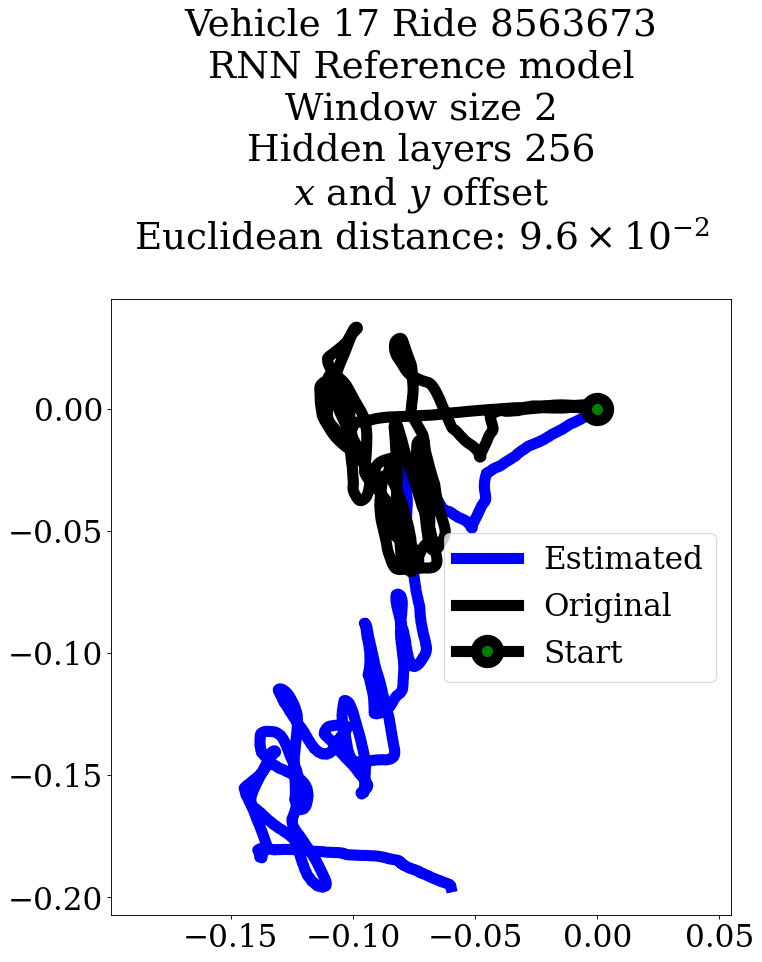 Vehicle 17 Ride 8563673
RNN Reference model
Window size 2
Hidden layers 256
x and y offset
Euclidean distance: 9.6 × 10⁻²
0.00
−0.05
−0.10
−0.15
−0.20
Estimated
Original
Start
−0.15 −0.10 −0.05 0.00 0.05